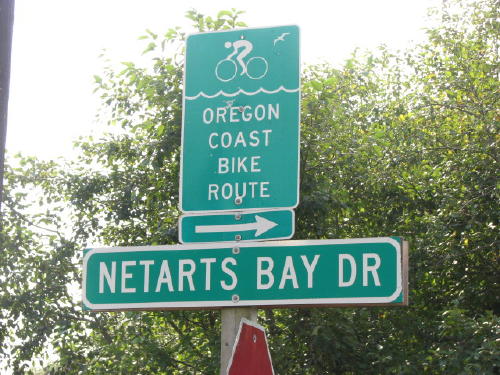 OREGON
COAST
BIKE
ROUTE
NETARTS BAY DR